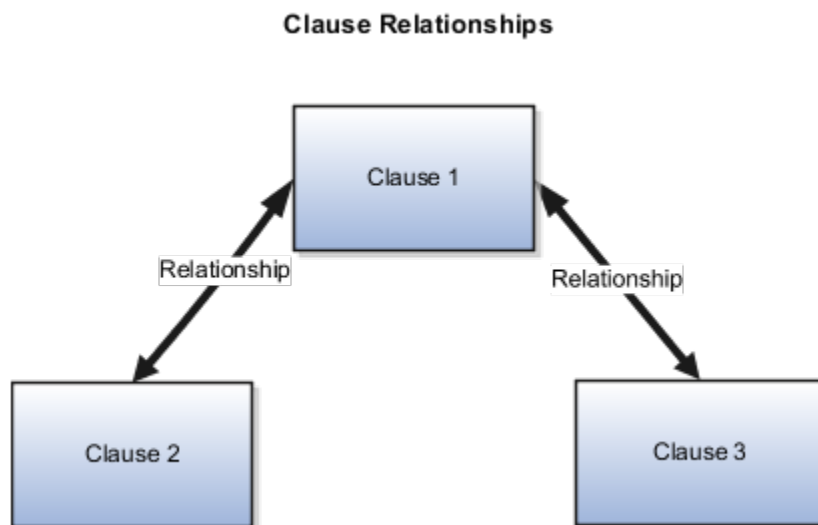 Clause Relationships
Clause 1
Relationship
Relationship
Clause 2
Clause 3